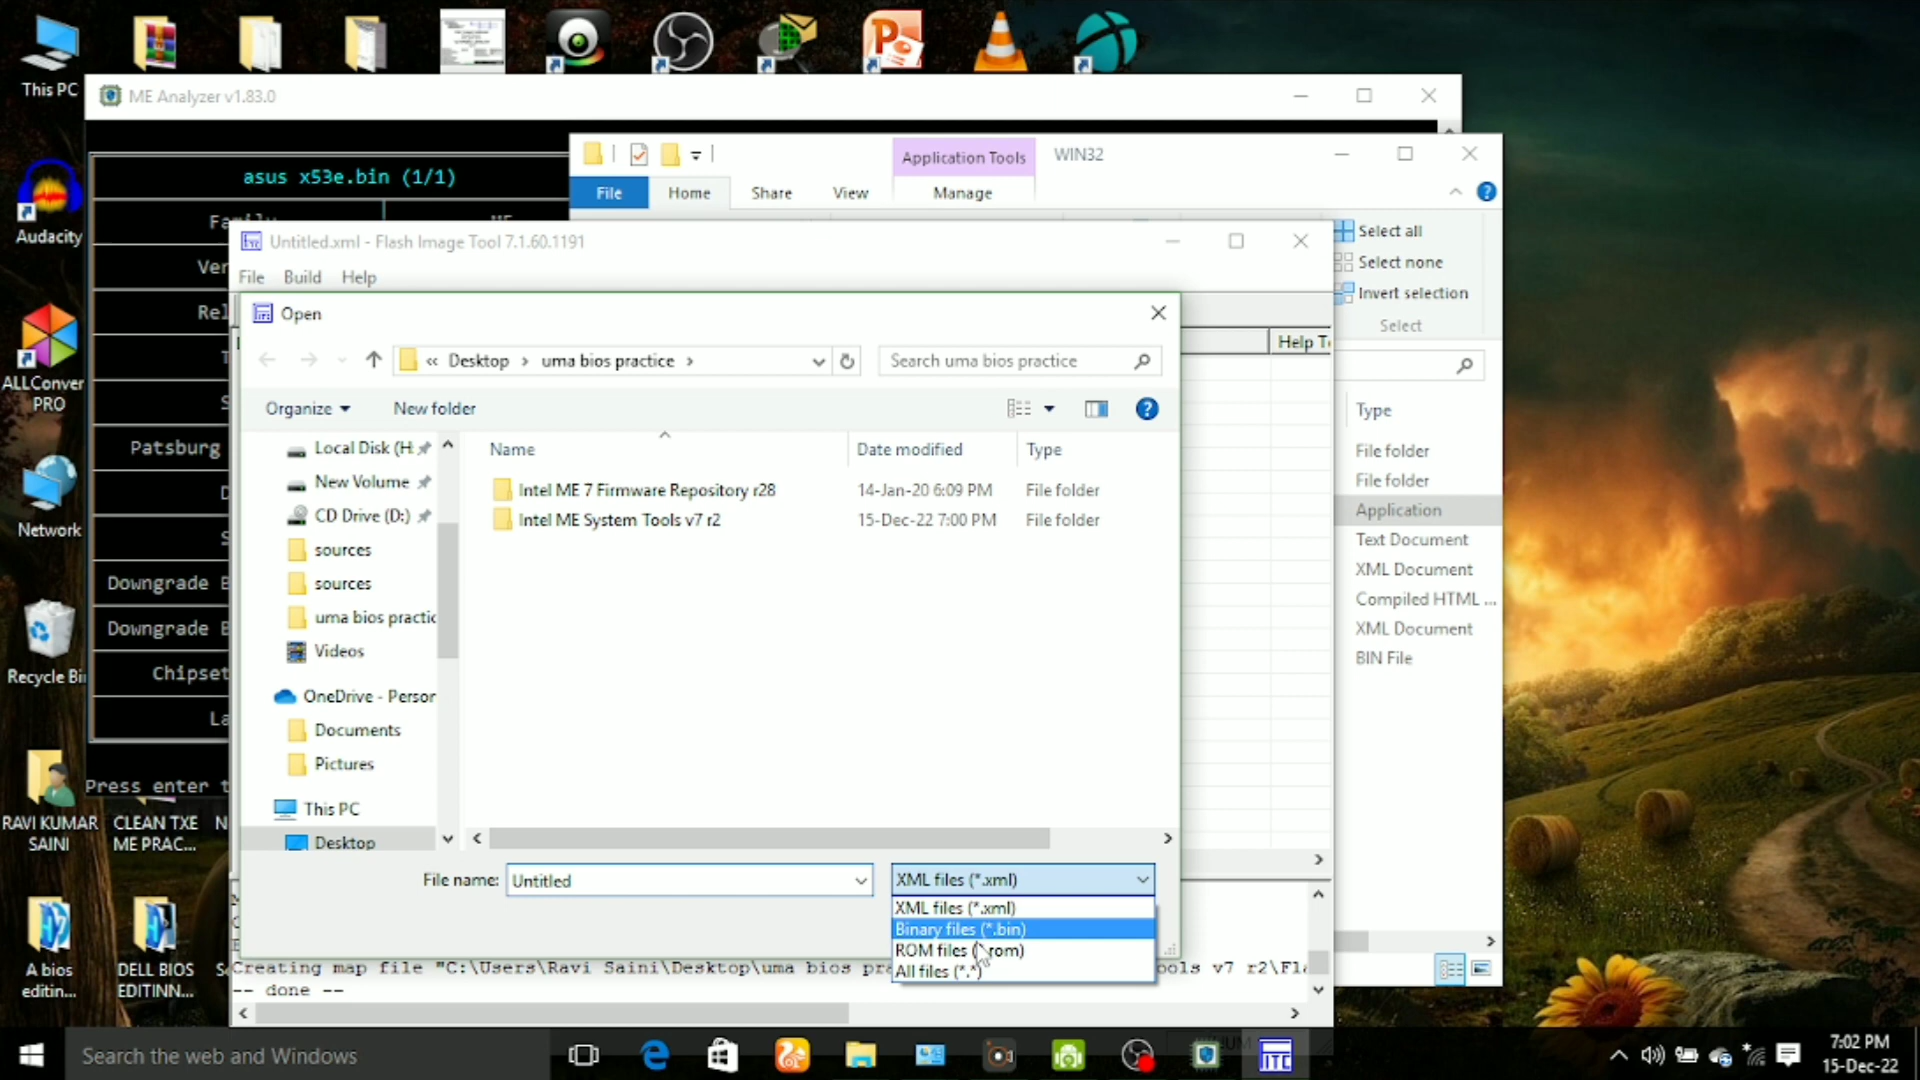 This PC
ME Analyzer v1.83.0
asus x53e.bin (1/1)
Application Tools
WIN32
File
Home
Share
View
Manage
Audacity
Untitled.xml - Flash Image Tool 7.1.60.1191
File
Build
Help
Select all
Select none
Invert selection
Select
Open
Help
« Desktop › uma bios practice ›
Search uma bios practice
Organize
New folder
ALLConver
PRO
Name
Date modified
Type
Local Disk (H:
New Volume
CD Drive (D:)
sources
sources
uma bios practic
Videos
OneDrive - Person
Documents
Pictures
This PC
Desktop
Intel ME 7 Firmware Repository r28
14-Jan-20 6:09 PM
File folder
Intel ME System Tools v7 r2
15-Dec-22 7:00 PM
File folder
Type
File folder
File folder
Application
Text Document
XML Document
Compiled HTML ...
XML Document
BIN File
Patsburg
Downgrade B
Downgrade B
Chipset
Press enter t
Network
Recycle Bi
RAVI KUMAR
SAINI
CLEAN TXE
ME PRAC...
A bios
editin...
DELL BIOS
EDITINN...
File name:
Untitled
XML files (*.xml)
XML files (*.xml)
Binary files (*.bin)
ROM files (*.rom)
All files (*.*)
Creating map file "C:\Users\Ravi Saini\Desktop\uma bios pra
ools v7 r2\Fl
-- done --
Search the web and Windows
7:02 PM
15-Dec-22